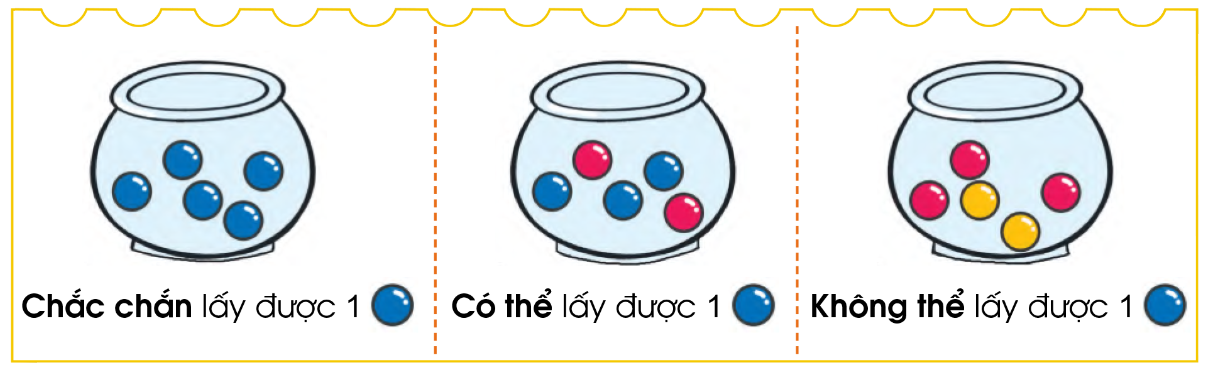 Chắc chắn lấy được 1
Có thể lấy được 1
Không thể lấy được 1